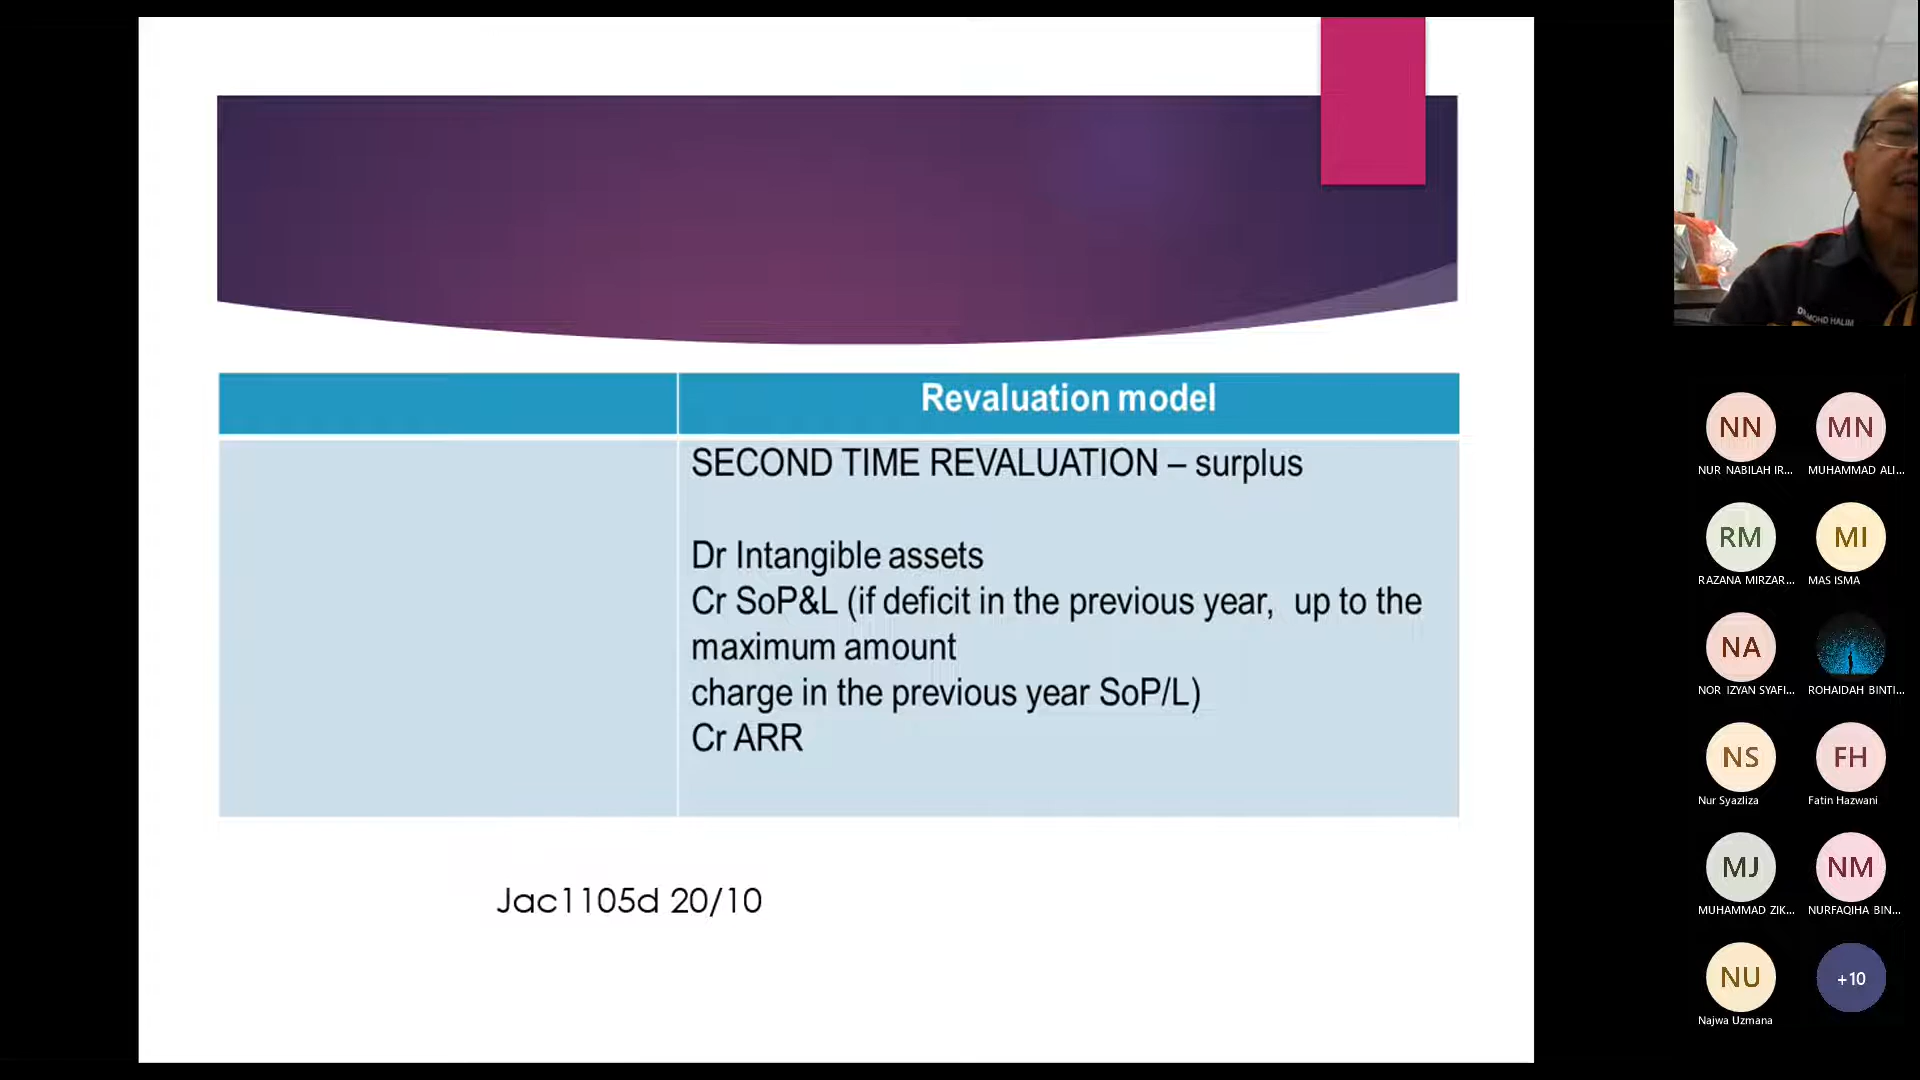 Revaluation model
SECOND TIME REVALUATION – surplus
Dr Intangible assets
Cr SoP&L (if deficit in the previous year, up to the
maximum amount
charge in the previous year SoP/L)
Cr ARR
Jac1105d 20/10
MOHD HALIM
NN
NUR NABILAH IR...
MN
MUHAMMAD ALI...
RM
RAZANA MIRZAR...
MI
MAS ISMA
NA
NOR IZYAN SYAFI...
ROHAIDAH BINTI...
NS
Nur Syazliza
FH
Fatin Hazwani
MJ
MUHAMMAD ZIK...
NM
NURFAQIHA BIN...
NU
Najwa Uzmana
+10